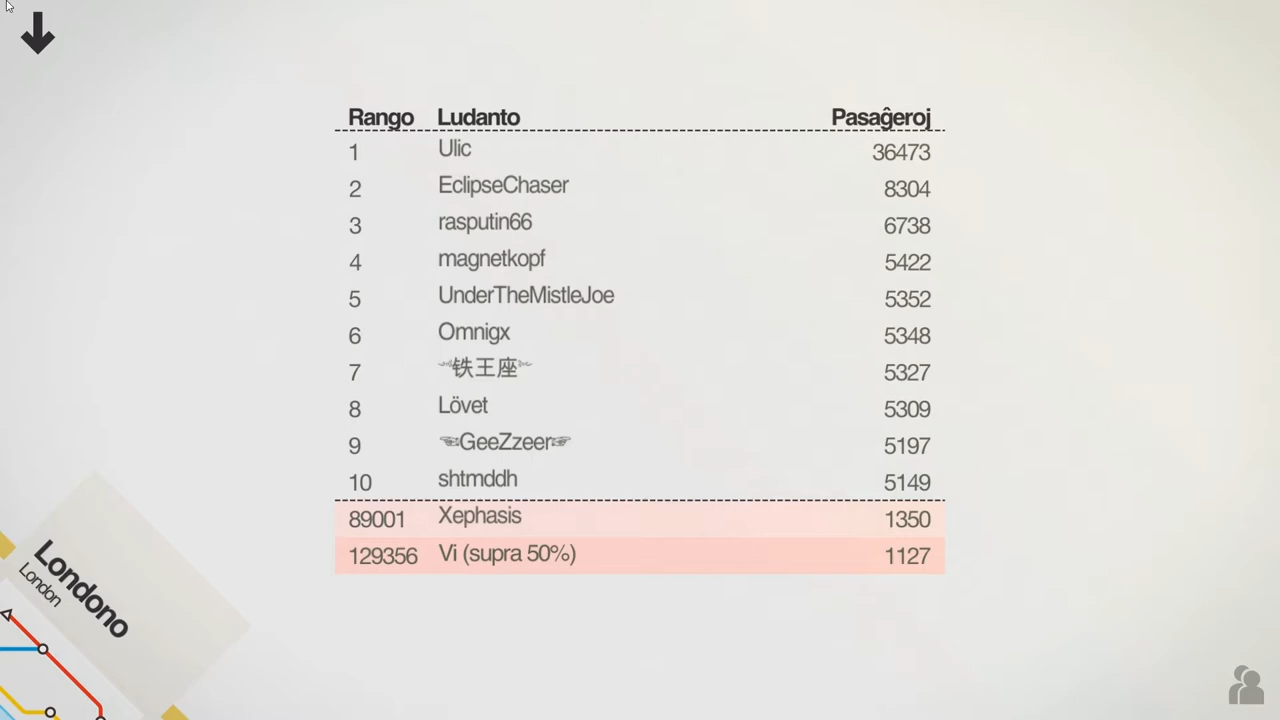 Rango Ludanto Pasaĝeroj
1 Ulic 36473
2 EclipseChaser 8304
3 rasputin66 6738
4 magnetkopf 5422
5 UnderTheMistleJoe 5352
6 Omnigx 5348
7 铁王座 5327
8 Lövet 5309
9 ☜GeeZzeer☞ 5197
10 shtmddh 5149
89001 Xephasis 1350
129356 Vi (supra 50%) 1127
Londono
London